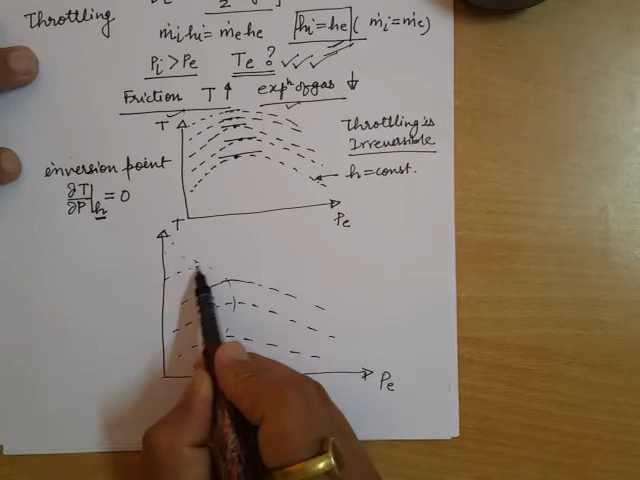 Throttling
ṁᵢhᵢ = ṁₑhₑ hᵢ = hₑ (ṁᵢ = ṁₑ)
Pᵢ > Pₑ Tₑ ?
Friction T ↑ expⁿ of gas ↓
T
Throttling is
Irreversible
h = const.
Pₑ
inversion point
∂T/∂P|h = 0
T
Pₑ